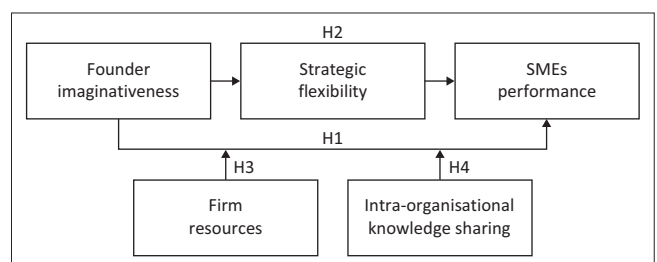 H2
Founder
imaginativeness
Strategic
flexibility
SMEs
performance
H1
H3
H4
Firm
resources
Intra-organisational
knowledge sharing